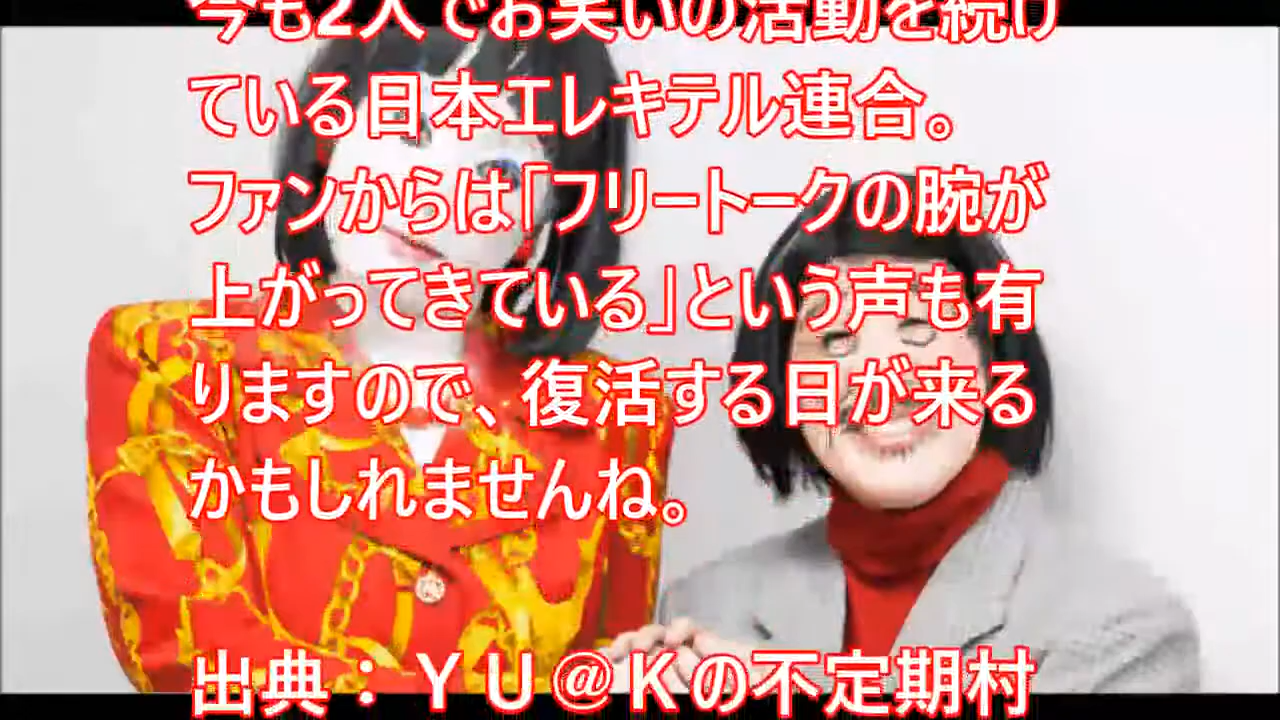 今も2人でお笑いの活動を続け
ている日本エレキテル連合。
ファンからは「フリートークの腕が
上がってきている」という声も有
りますので、復活する日が来る
かもしれませんね。
出典：ＹＵ＠Ｋの不定期村